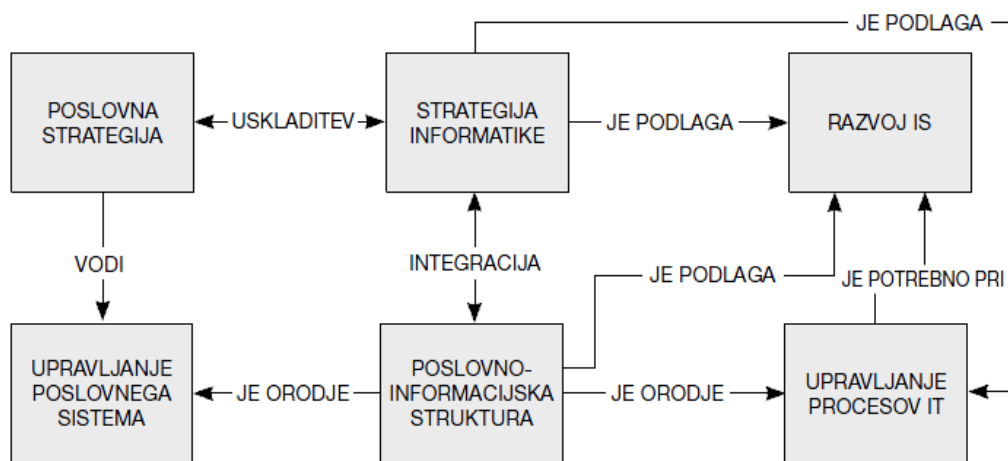 JE PODLAGA
POSLOVNA
STRATEGIJA
USKLADITEV
STRATEGIJA
INFORMATIKE
JE PODLAGA
RAZVOJ IS
VODI
INTEGRACIJA
JE PODLAGA
JE POTREBNO PRI
UPRAVLJANJE
POSLOVNEGA
SISTEMA
JE ORODJE
POSLOVNO-
INFORMACIJSKA
STRUKTURA
JE ORODJE
UPRAVLJANJE
PROCESOV IT